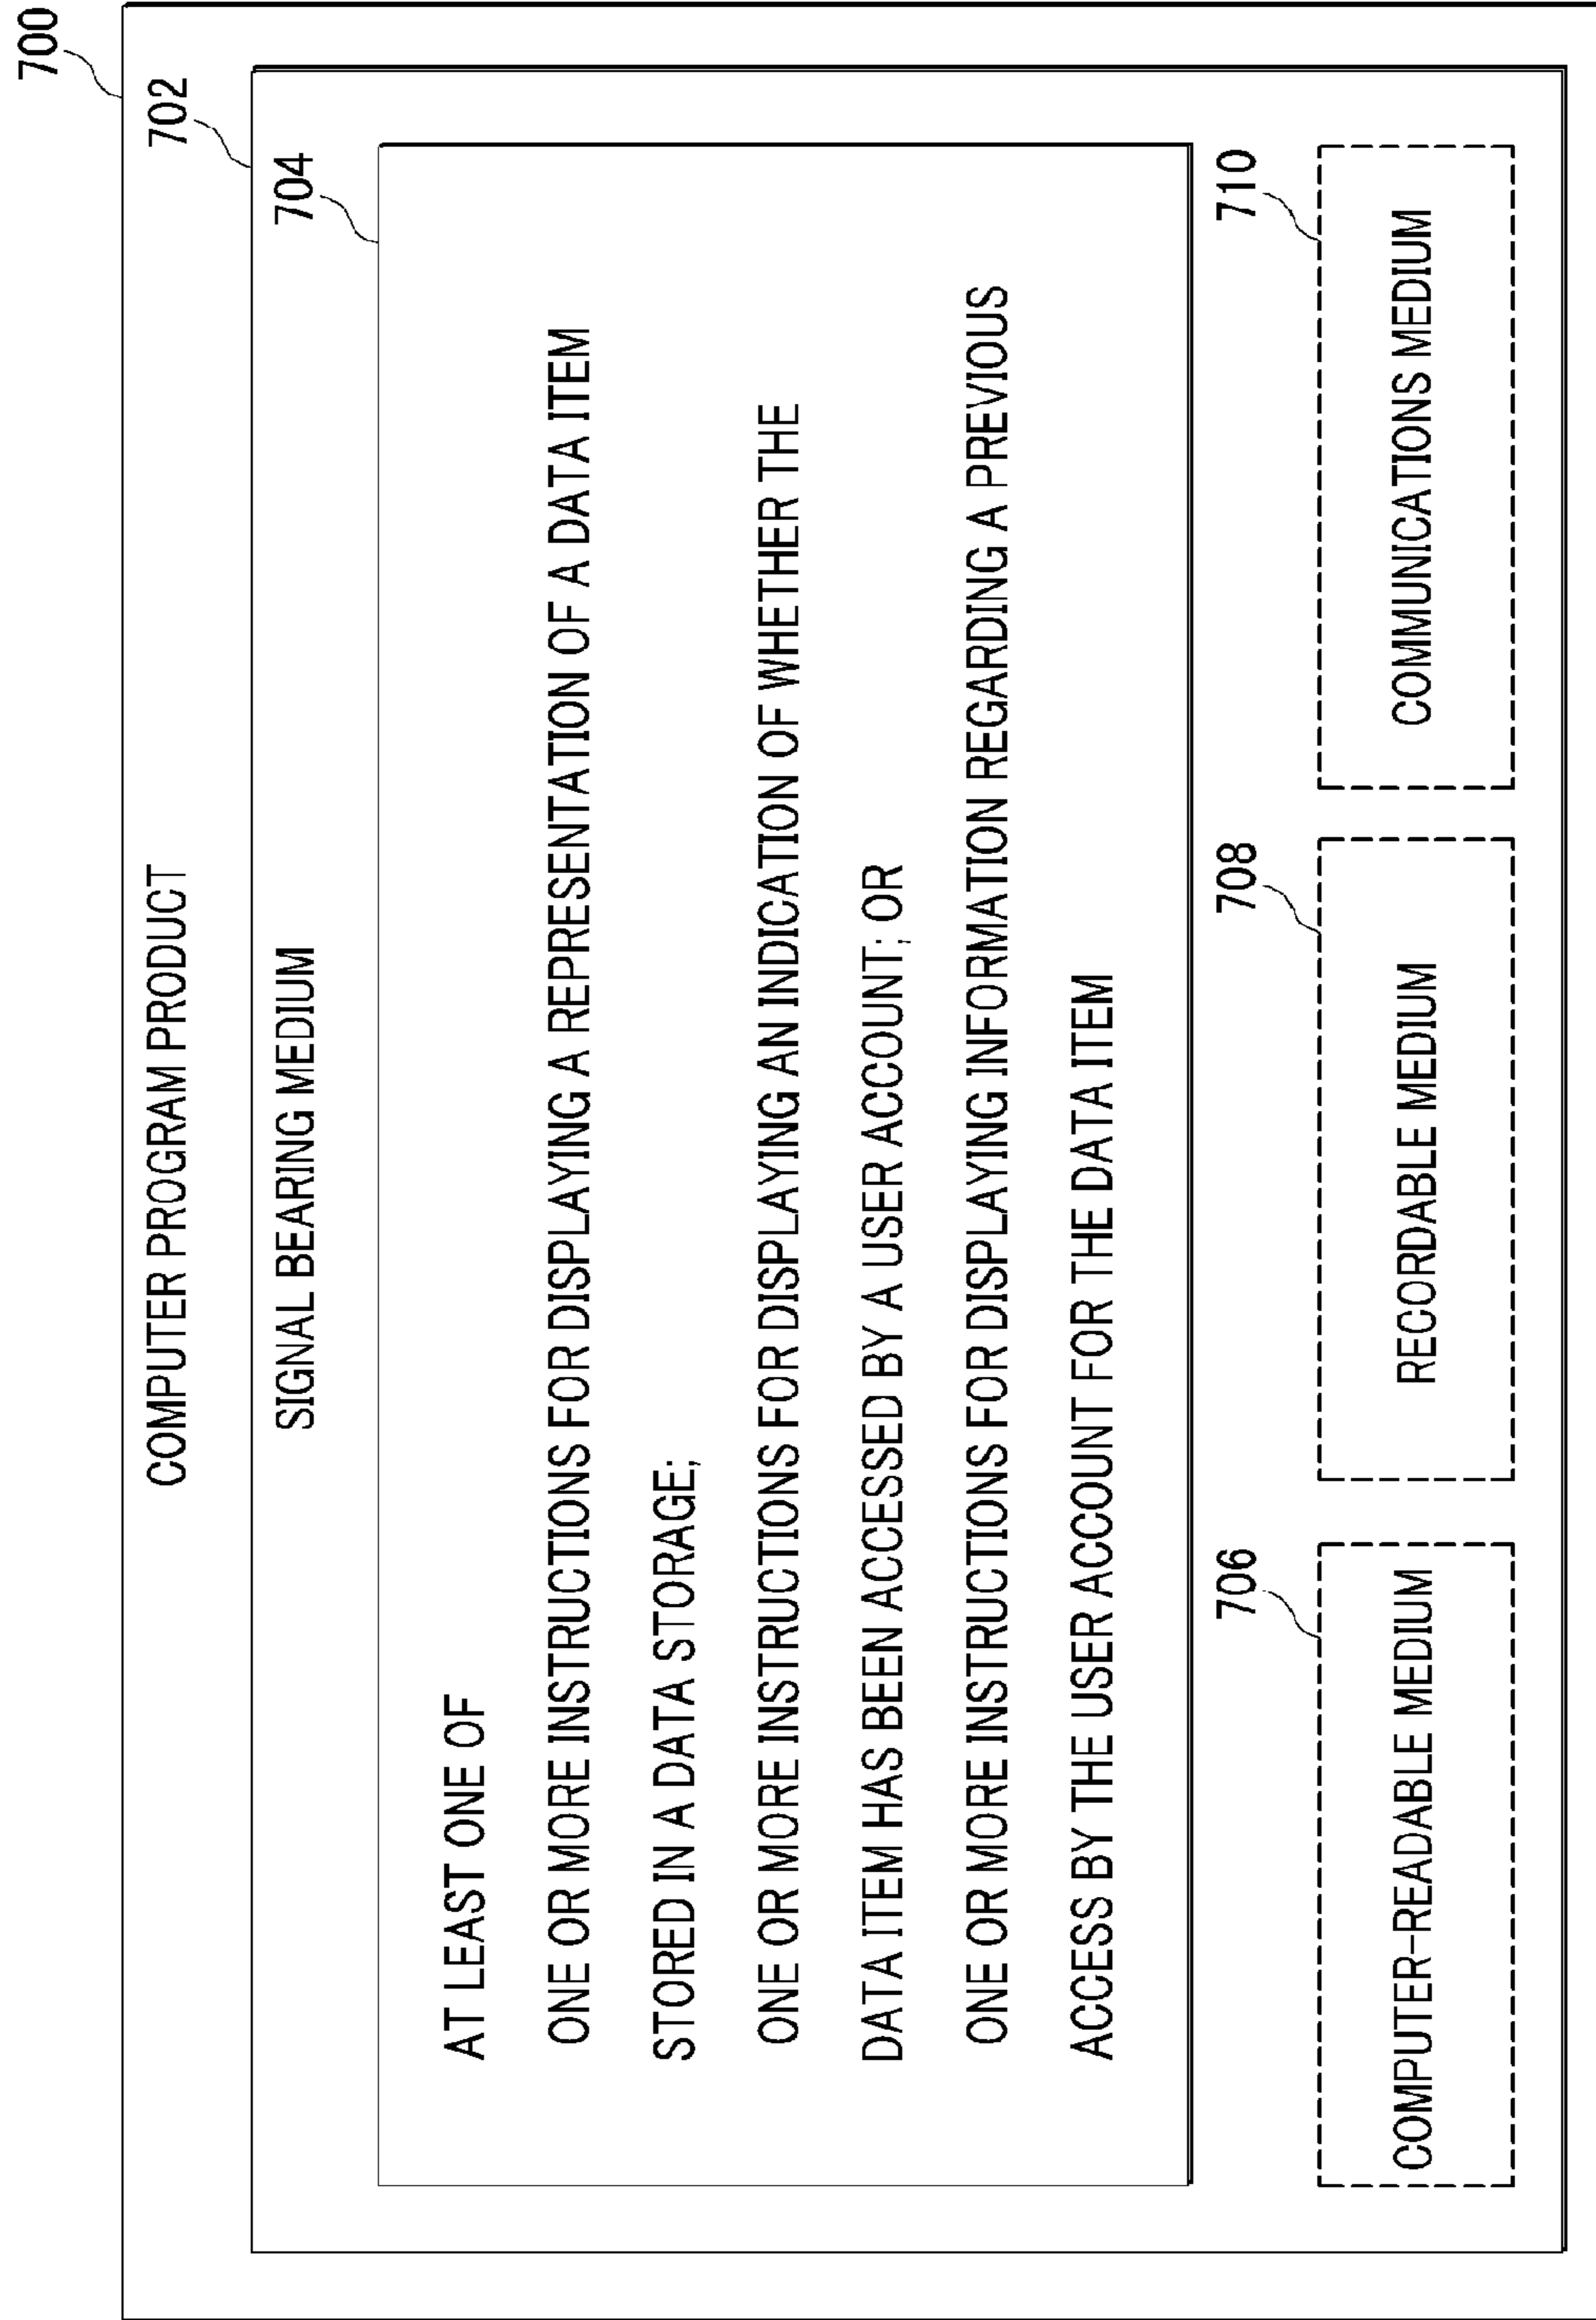 700
COMPUTER PROGRAM PRODUCT
702
SIGNAL BEARING MEDIUM
704
AT LEAST ONE OF
ONE OR MORE INSTRUCTIONS FOR DISPLAYING A REPRESENTATION OF A DATA ITEM
STORED IN A DATA STORAGE;
ONE OR MORE INSTRUCTIONS FOR DISPLAYING AN INDICATION OF WHETHER THE
DATA ITEM HAS BEEN ACCESSED BY A USER ACCOUNT; OR
ONE OR MORE INSTRUCTIONS FOR DISPLAYING INFORMATION REGARDING A PREVIOUS
ACCESS BY THE USER ACCOUNT FOR THE DATA ITEM
706
COMPUTER-READABLE MEDIUM
708
RECORDABLE MEDIUM
710
COMMUNICATIONS MEDIUM